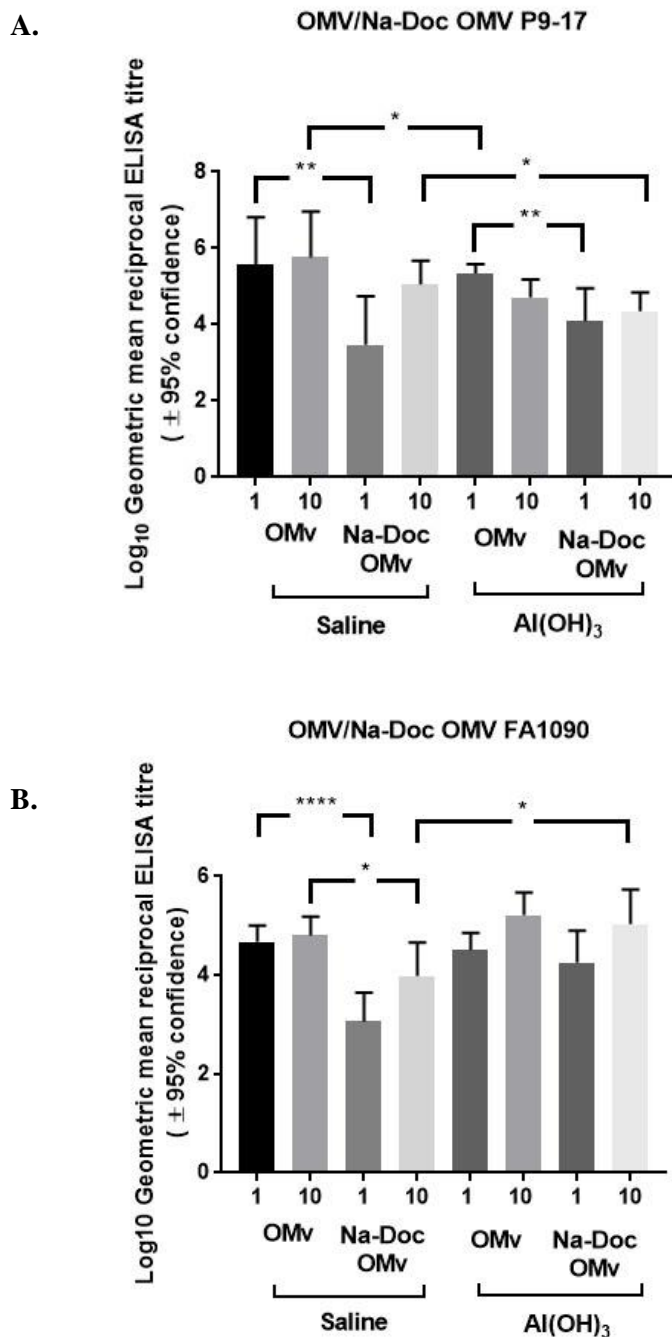 A.
OMV/Na-Doc OMV P9-17
Log10 Geometric mean reciprocal ELISA titre
( ± 95% confidence)
8
6
4
2
0
** * * **
1 10 1 10 1 10 1 10
OMv Na-Doc OMv OMv Na-Doc OMv
Saline Al(OH)3
B.
OMV/Na-Doc OMV FA1090
Log10 Geometric mean reciprocal ELISA titre
( ± 95% confidence)
6
4
2
0
**** * *
1 10 1 10 1 10 1 10
OMv Na-Doc OMv OMv Na-Doc OMv
Saline Al(OH)3